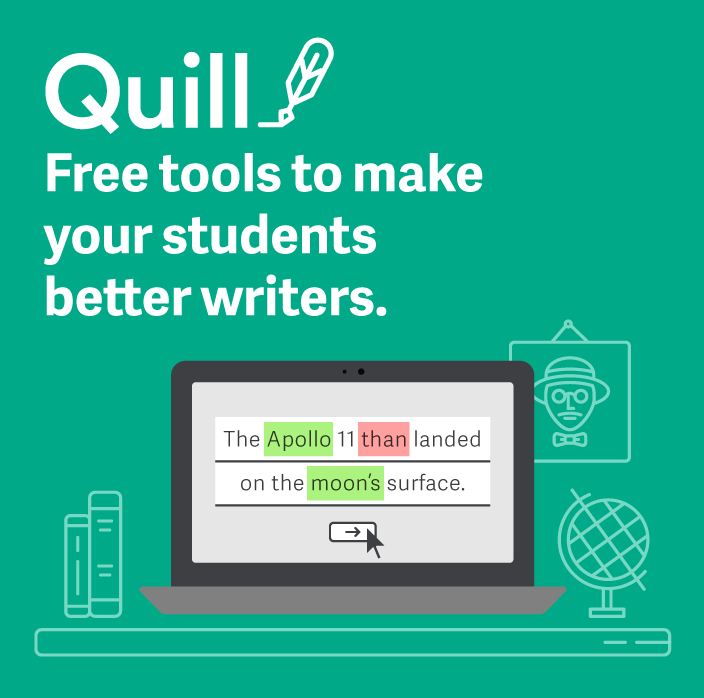 Quill
Free tools to make
your students
better writers.
The Apollo 11 than landed
on the moon's surface.